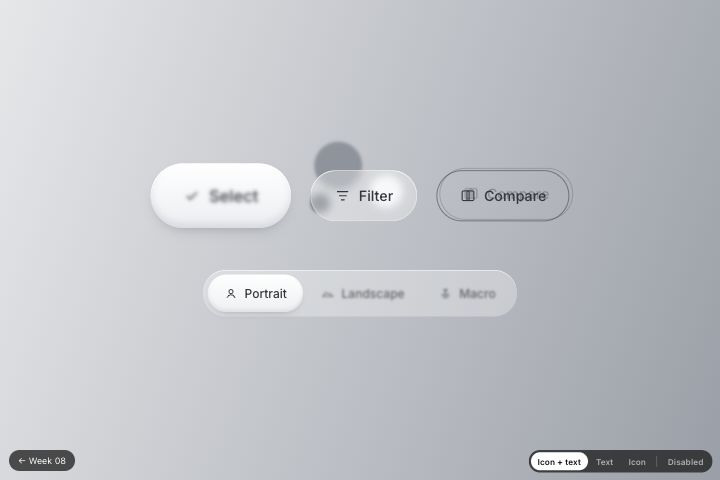 Select
Filter
Compare
Portrait
Landscape
Macro
← Week 08
Icon + text
Text
Icon
Disabled